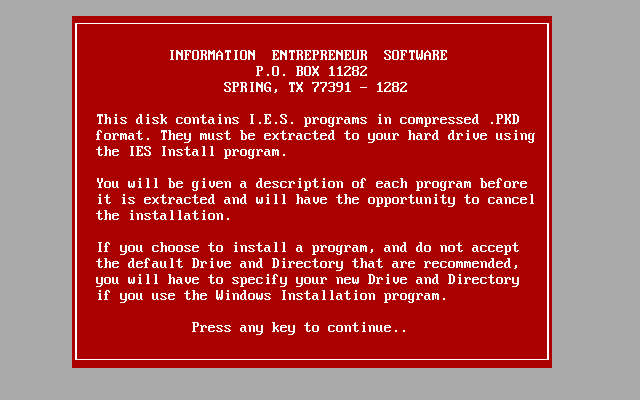 INFORMATION ENTREPRENEUR SOFTWARE
P.O. BOX 11282
SPRING, TX 77391 - 1282
This disk contains I.E.S. programs in compressed .PKD
format. They must be extracted to your hard drive using
the IES Install program.
You will be given a description of each program before
it is extracted and will have the opportunity to cancel
the installation.
If you choose to install a program, and do not accept
the default Drive and Directory that are recommended,
you will have to specify your new Drive and Directory
if you use the Windows Installation program.
Press any key to continue..